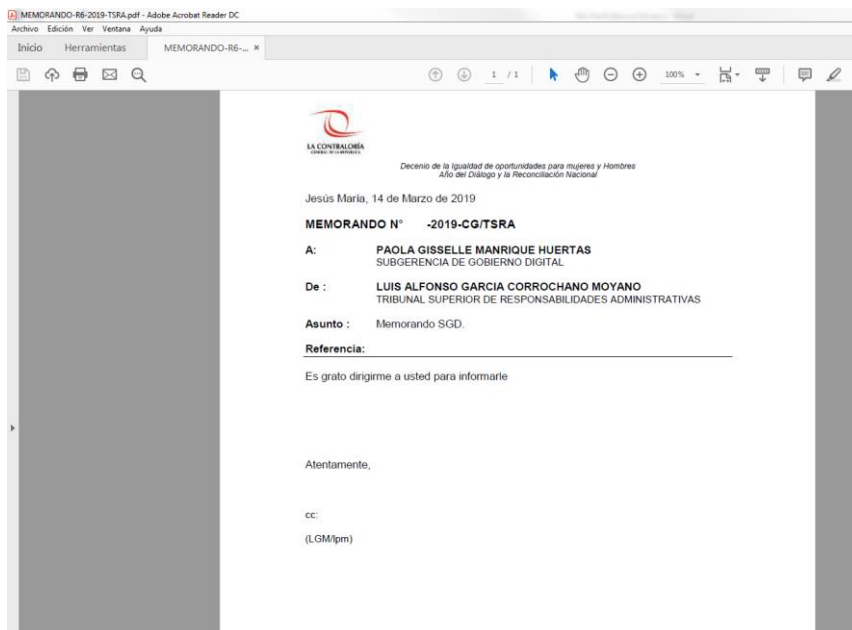 MEMORANDO-R6-2019-TSRA.pdf - Adobe Acrobat Reader DC
Archivo Edición Ver Ventana Ayuda
Inicio Herramientas MEMORANDO-R6-... ×
1 / 1 100%
LA CONTRALORÍA
GENERAL DE LA REPÚBLICA
Decenio de la Igualdad de oportunidades para mujeres y Hombres
Año del Diálogo y la Reconciliación Nacional
Jesús María, 14 de Marzo de 2019
MEMORANDO N° -2019-CG/TSRA
A: PAOLA GISSELLE MANRIQUE HUERTAS
SUBGERENCIA DE GOBIERNO DIGITAL
De : LUIS ALFONSO GARCIA CORROCHANO MOYANO
TRIBUNAL SUPERIOR DE RESPONSABILIDADES ADMINISTRATIVAS
Asunto : Memorando SGD.
Referencia:
Es grato dirigirme a usted para informarle
Atentamente,
cc:
(LGM/lpm)